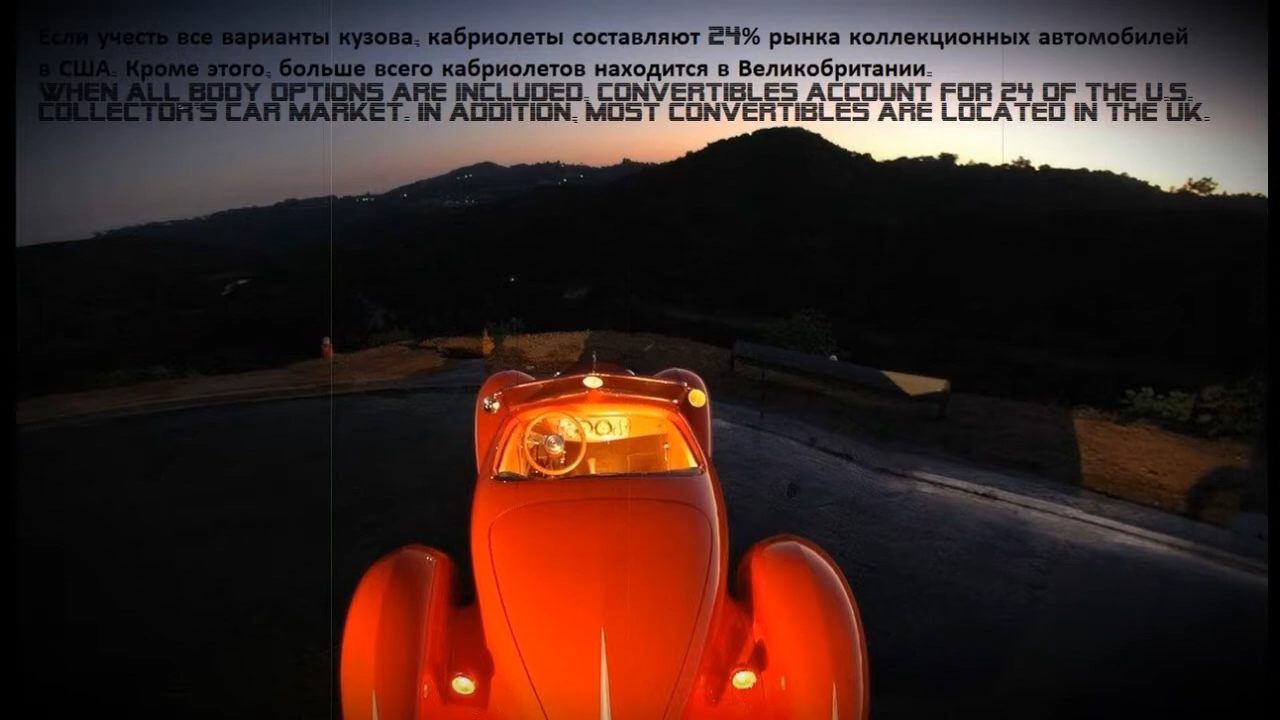 Если учесть все варианты кузова, кабриолеты составляют 24% рынка коллекционных автомобилей
в США. Кроме этого, больше всего кабриолетов находится в Великобритании.
WHEN ALL BODY OPTIONS ARE INCLUDED, CONVERTIBLES ACCOUNT FOR 24 OF THE U.S.
COLLECTOR'S CAR MARKET. IN ADDITION, MOST CONVERTIBLES ARE LOCATED IN THE UK.